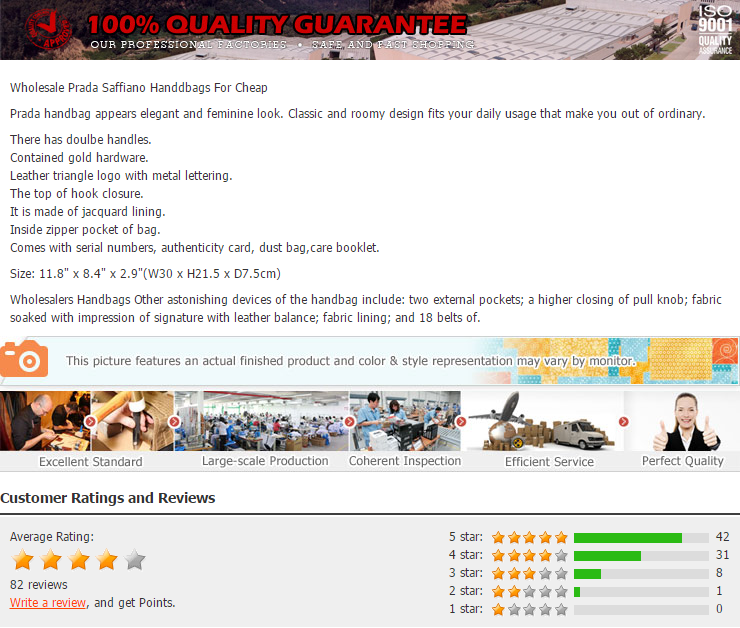 100% QUALITY GUARANTEE
OUR PROFESSIONAL FACTORIES • SAFE AND FAST SHOPPING
ISO
9001
QUALITY
ASSURANCE
Wholesale Prada Saffiano Handdbags For Cheap
Prada handbag appears elegant and feminine look. Classic and roomy design fits your daily usage that make you out of ordinary.
There has doulbe handles.
Contained gold hardware.
Leather triangle logo with metal lettering.
The top of hook closure.
It is made of jacquard lining.
Inside zipper pocket of bag.
Comes with serial numbers, authenticity card, dust bag,care booklet.
Size: 11.8" x 8.4" x 2.9"(W30 x H21.5 x D7.5cm)
Wholesalers Handbags Other astonishing devices of the handbag include: two external pockets; a higher closing of pull knob; fabric
soaked with impression of signature with leather balance; fabric lining; and 18 belts of.
This picture features an actual finished product and color & style representation may vary by monitor.
Excellent Standard Large-scale Production Coherent Inspection Efficient Service Perfect Quality
Customer Ratings and Reviews
Average Rating:
82 reviews
Write a review, and get Points.
5 star: 42
4 star: 31
3 star: 8
2 star: 1
1 star: 0